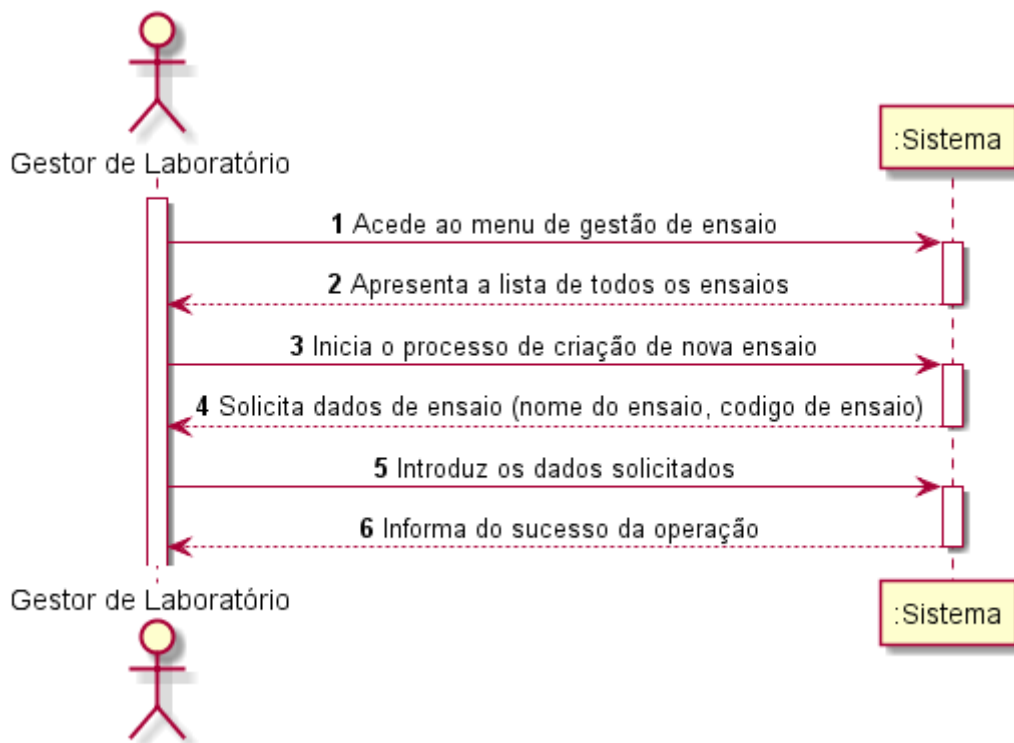 Gestor de Laboratório
:Sistema
1 Acede ao menu de gestão de ensaio
2 Apresenta a lista de todos os ensaios
3 Inicia o processo de criação de nova ensaio
4 Solicita dados de ensaio (nome do ensaio, codigo de ensaio)
5 Introduz os dados solicitados
6 Informa do sucesso da operação
Gestor de Laboratório
:Sistema